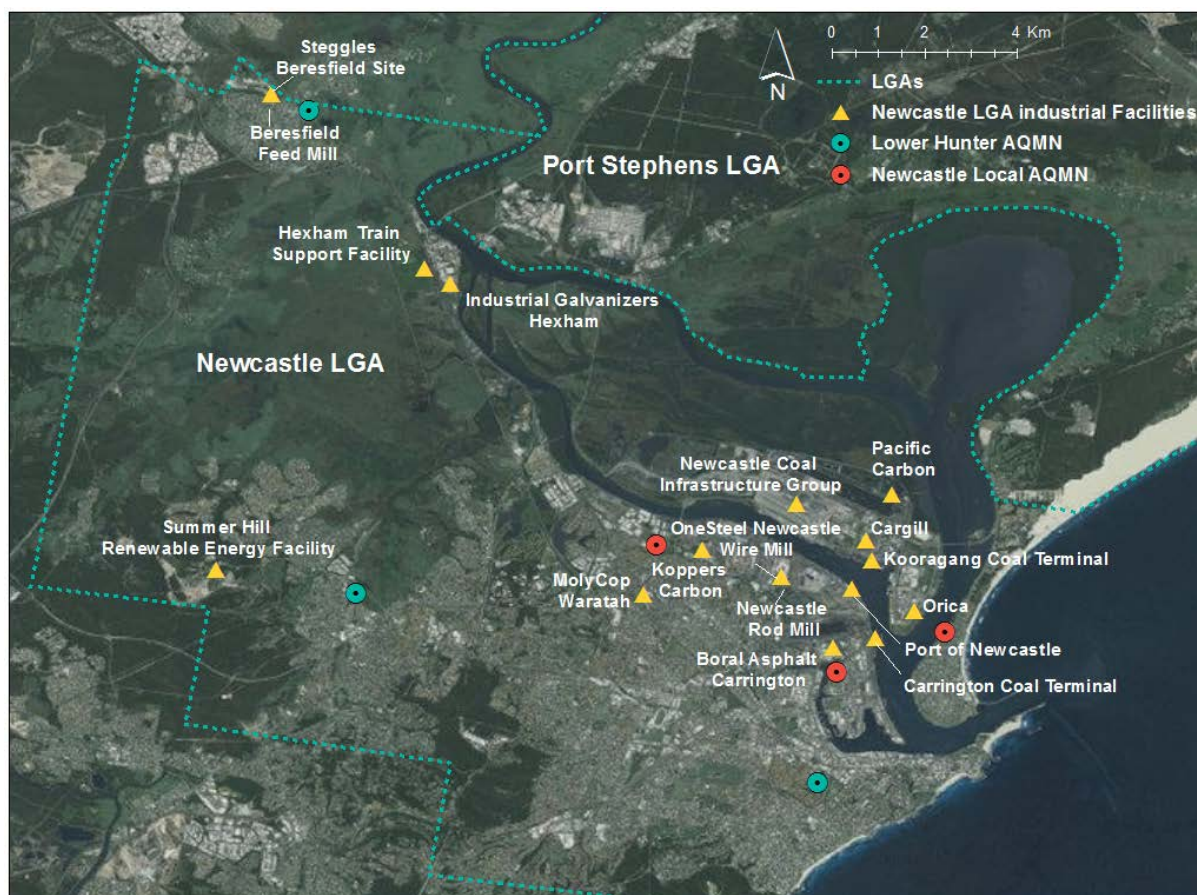 Steggles
Beresfield Site
Beresfield
Feed Mill
0 1 2 4 Km
N
LGAs
Newcastle LGA industrial Facilities
Lower Hunter AQMN
Newcastle Local AQMN
Port Stephens LGA
Hexham Train
Support Facility
Industrial Galvanizers
Hexham
Newcastle LGA
Pacific
Carbon
Newcastle Coal
Infrastructure Group
Summer Hill
Renewable Energy Facility
OneSteel Newcastle
Wire Mill
Cargill
Kooragang Coal Terminal
Koppers
Carbon
MolyCop
Waratah
Newcastle
Rod Mill
Orica
Port of Newcastle
Boral Asphalt
Carrington
Carrington Coal Terminal